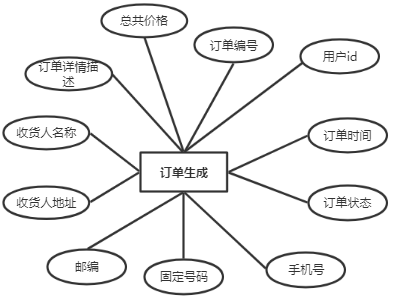 总共价格
订单编号
用户id
订单详情描
述
收货人名称
订单时间
订单生成
收货人地址
订单状态
邮编
固定号码
手机号